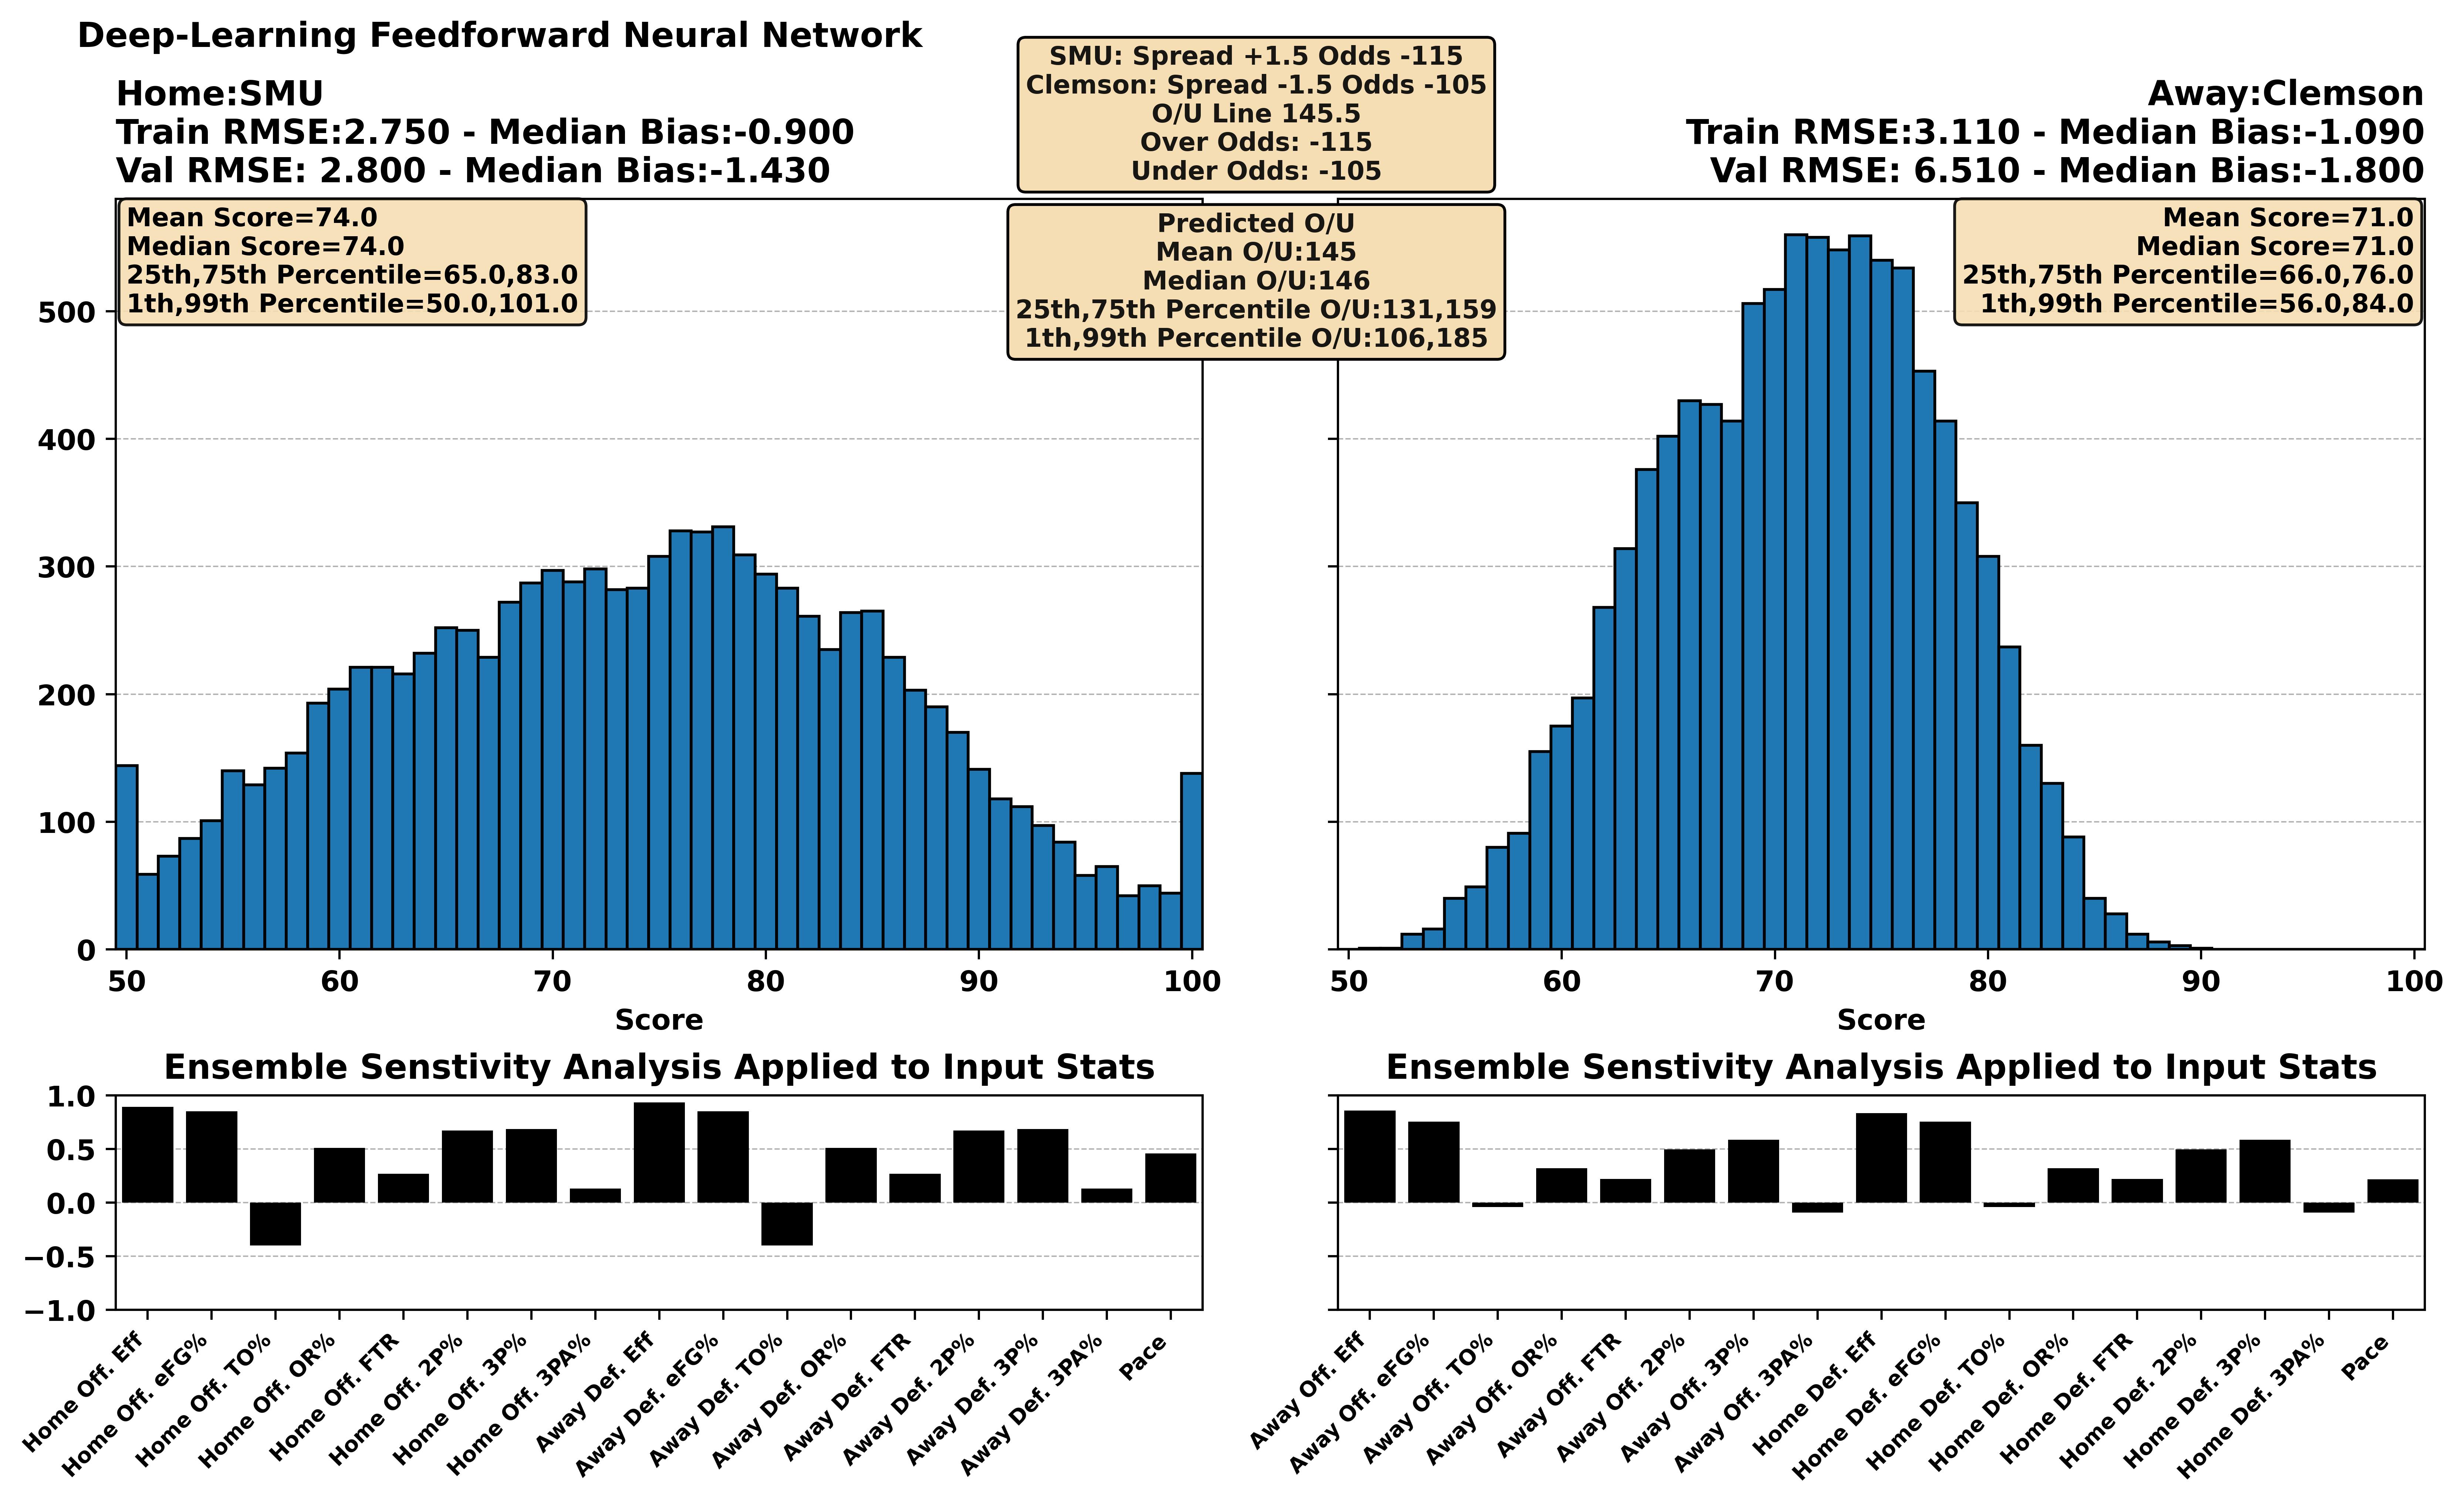 Deep-Learning Feedforward Neural Network
SMU: Spread +1.5 Odds -115
Clemson: Spread -1.5 Odds -105
O/U Line 145.5
Over Odds: -115
Under Odds: -105
Home:SMU
Train RMSE:2.750 - Median Bias:-0.900
Val RMSE: 2.800 - Median Bias:-1.430
Away:Clemson
Train RMSE:3.110 - Median Bias:-1.090
Val RMSE: 6.510 - Median Bias:-1.800
Mean Score=74.0
Median Score=74.0
25th,75th Percentile=65.0,83.0
1th,99th Percentile=50.0,101.0
Predicted O/U
Mean O/U:145
Median O/U:146
25th,75th Percentile O/U:131,159
1th,99th Percentile O/U:106,185
Mean Score=71.0
Median Score=71.0
25th,75th Percentile=66.0,76.0
1th,99th Percentile=56.0,84.0
500
400
300
200
100
0
50 60 70 80 90 100
Score
50 60 70 80 90 100
Score
Ensemble Senstivity Analysis Applied to Input Stats
1.0
0.5
0.0
−0.5
−1.0
Home Off. Eff
Home Off. eFG%
Home Off. TO%
Home Off. OR%
Home Off. FTR
Home Off. 2P%
Home Off. 3P%
Home Off. 3PA%
Away Def. Eff
Away Def. eFG%
Away Def. TO%
Away Def. OR%
Away Def. FTR
Away Def. 2P%
Away Def. 3P%
Away Def. 3PA%
Pace
Ensemble Senstivity Analysis Applied to Input Stats
Away Off. Eff
Away Off. eFG%
Away Off. TO%
Away Off. OR%
Away Off. FTR
Away Off. 2P%
Away Off. 3P%
Away Off. 3PA%
Home Def. Eff
Home Def. eFG%
Home Def. TO%
Home Def. OR%
Home Def. FTR
Home Def. 2P%
Home Def. 3P%
Home Def. 3PA%
Pace